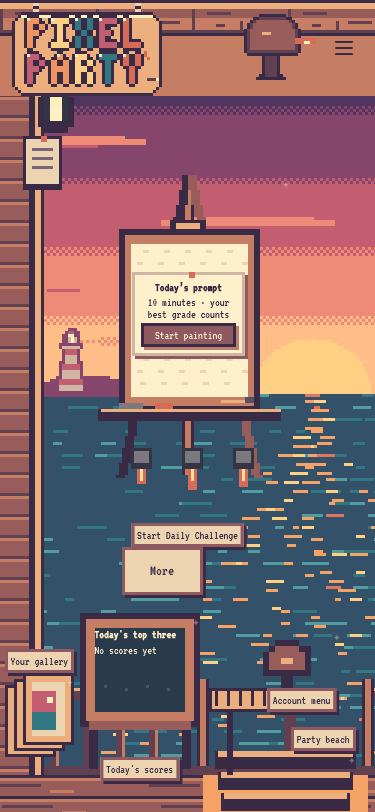 PIXEL
PARTY
Today's prompt
10 minutes · your
best grade counts
Start painting
Start Daily Challenge
More
Today's top three
No scores yet
Your gallery
Account menu
Party beach
Today's scores